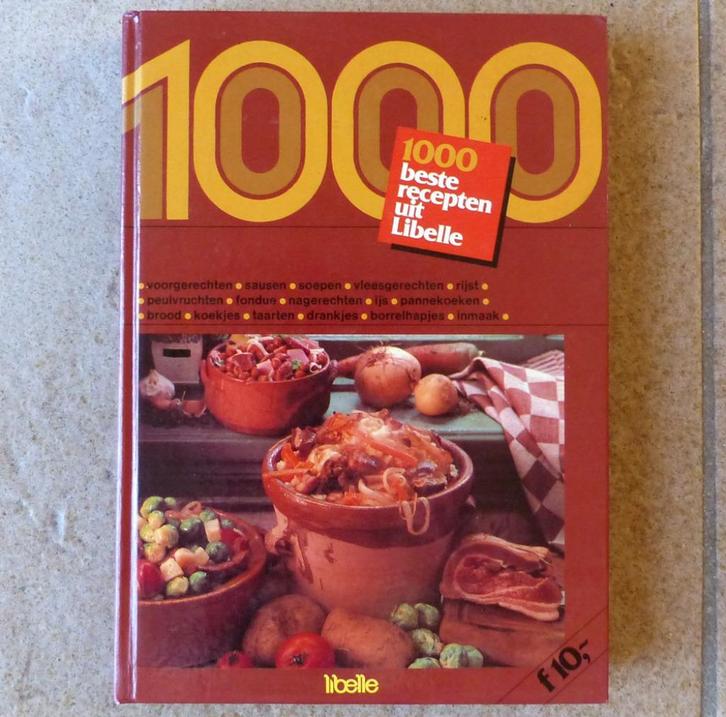 1000
1000
beste
recepten
uit
Libelle
voorgerechten • sausen • soepen • vleesgerechten • rijst •
peulvruchten • fondue • nagerechten • ijs • pannekoeken •
brood • koekjes • taarten • drankjes • borrelhapjes • inmaak •
libelle
f 10,-